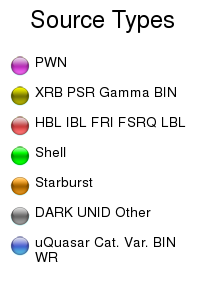 Source Types
PWN
XRB PSR Gamma BIN
HBL IBL FRI FSRQ LBL
Shell
Starburst
DARK UNID Other
uQuasar Cat. Var. BIN
WR